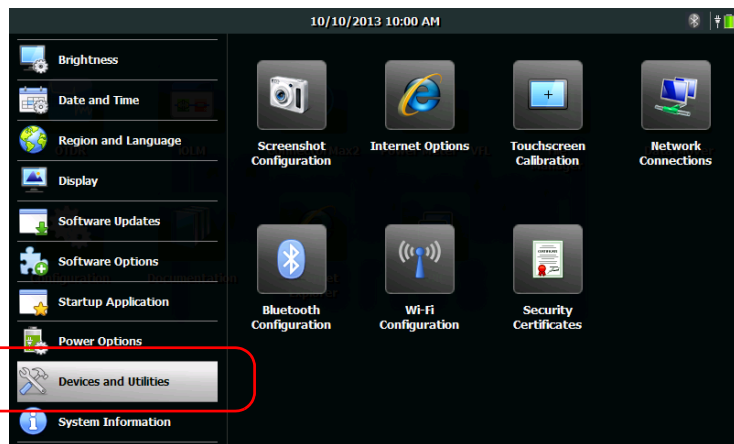 10/10/2013 10:00 AM
Brightness
Date and Time
Region and Language
Display
Software Updates
Software Options
Startup Application
Power Options
Devices and Utilities
System Information
Screenshot
Configuration
Internet Options
Touchscreen
Calibration
Network
Connections
Bluetooth
Configuration
Wi-Fi
Configuration
Security
Certificates